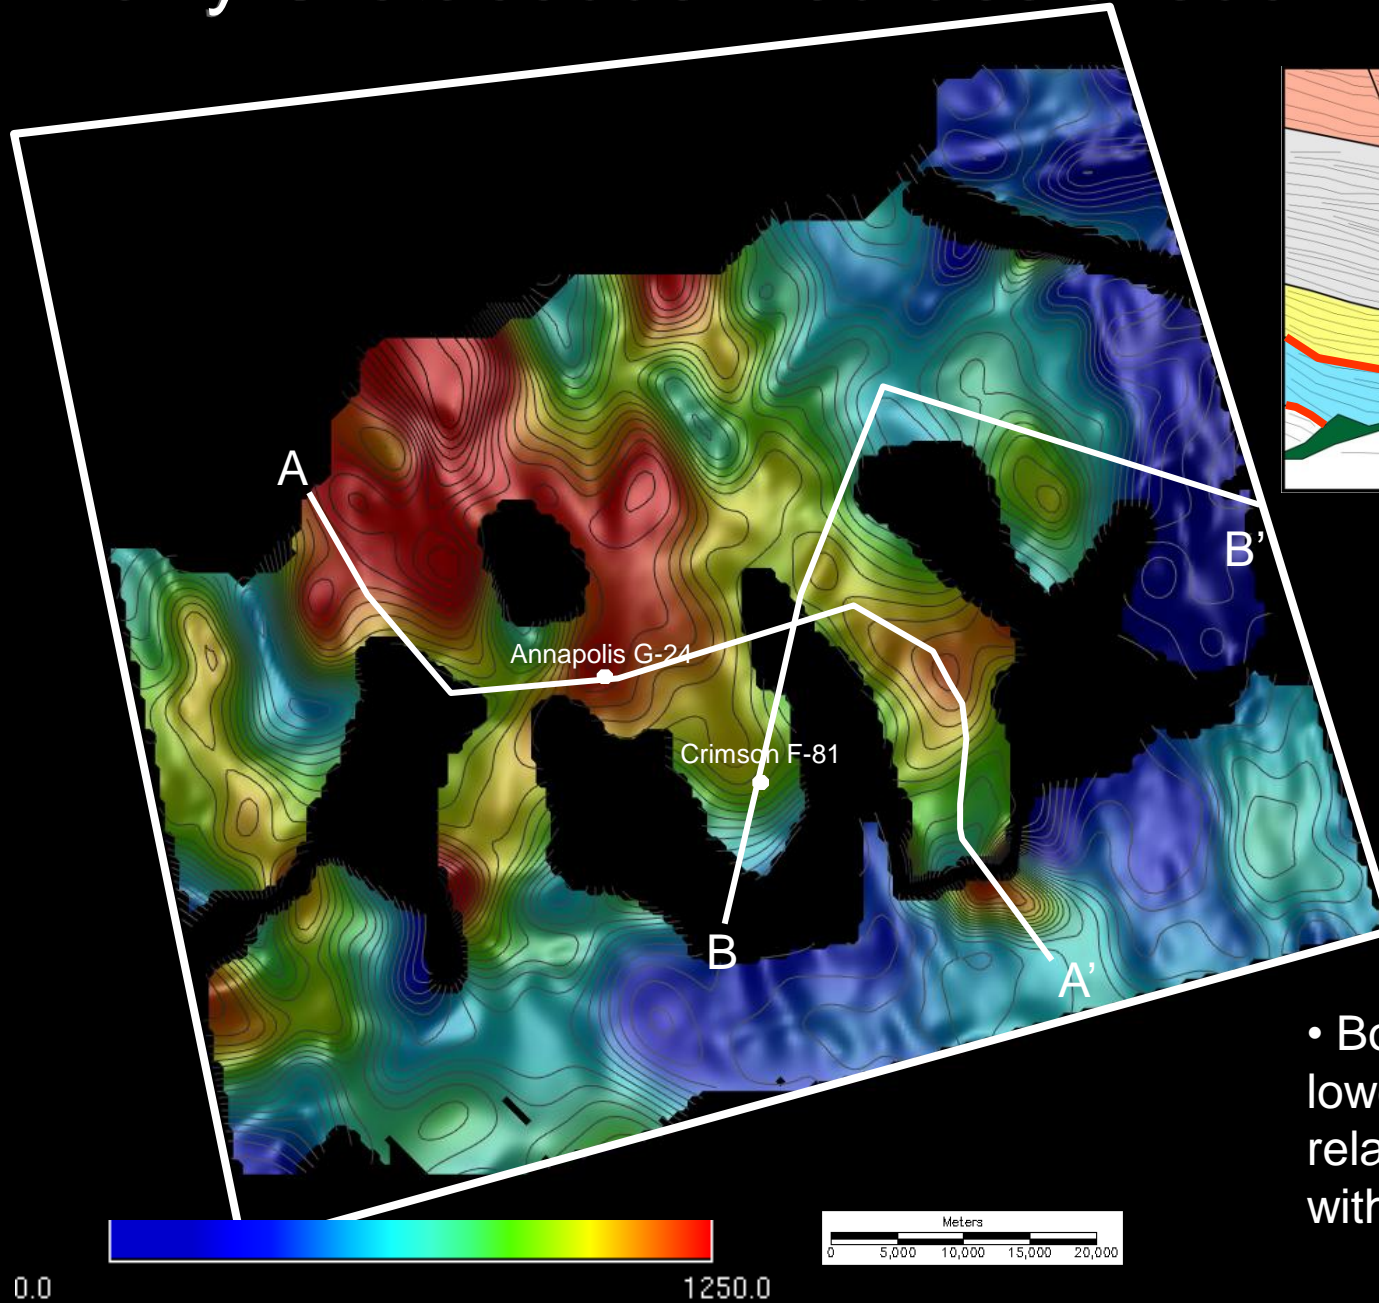 A
B'
Annapolis G-24
Crimson F-81
B
A'
• Bo
lowe
rela
with
Meters
0 5,000 10,000 15,000 20,000
0.0 1250.0